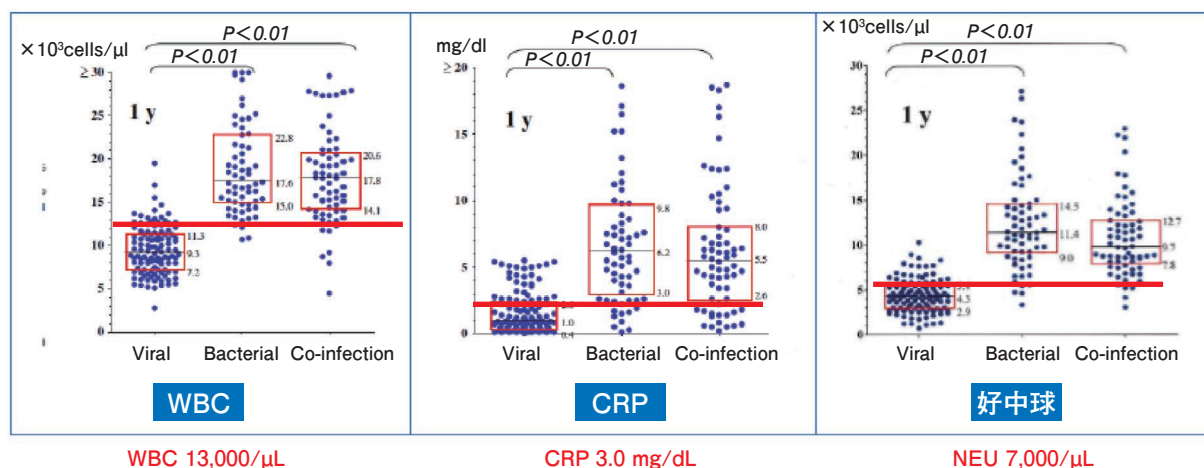 ×10³cells/μl
P<0.01
P<0.01
1 y
≥30
25
20
15
10
5
0
22.8
17.6
15.0
20.6
17.8
14.1
11.3
9.3
7.2
Viral Bacterial Co-infection
WBC
mg/dl
P<0.01
P<0.01
1 y
≥20
15
10
5
0
9.8
6.2
3.0
8.0
5.5
2.6
1.0
0.4
Viral Bacterial Co-infection
CRP
×10³cells/μl
P<0.01
P<0.01
1 y
30
25
20
15
10
5
0
14.5
11.4
9.0
12.7
9.7
7.8
4.3
2.9
Viral Bacterial Co-infection
好中球
WBC 13,000/μL
CRP 3.0 mg/dL
NEU 7,000/μL